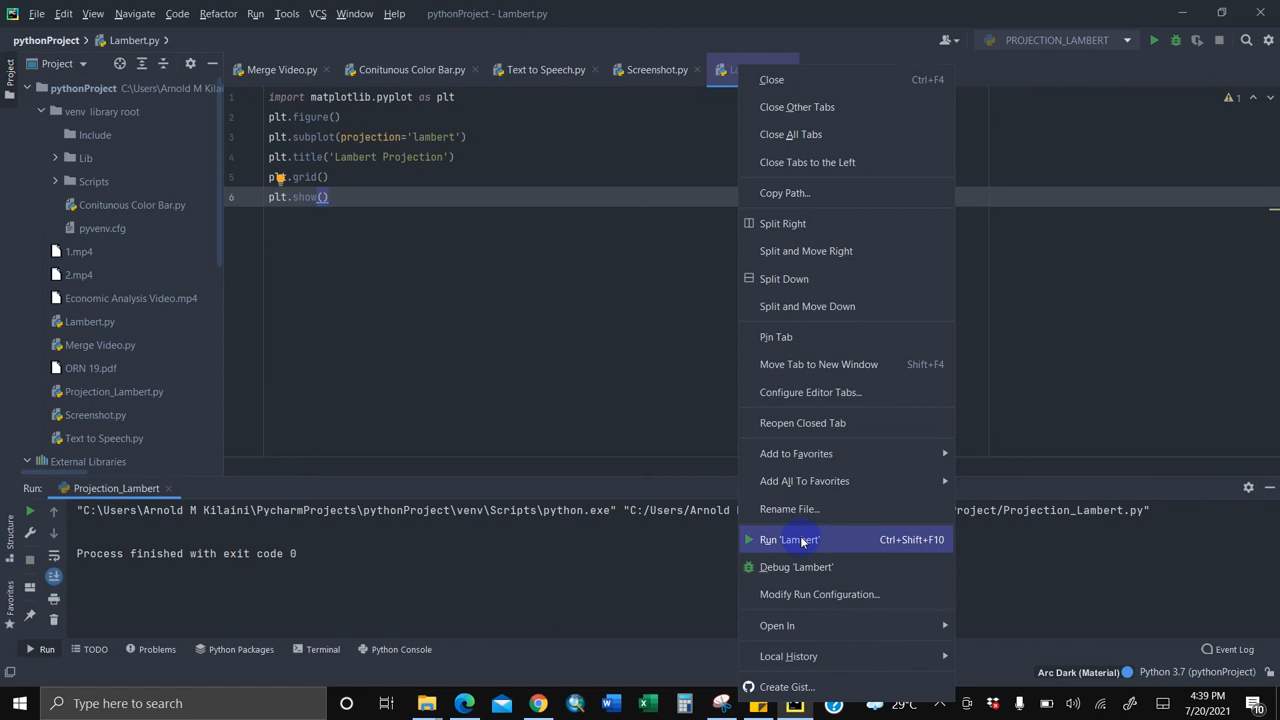 File Edit View Navigate Code Refactor Run Tools VCS Window Help pythonProject - Lambert.py
pythonProject Lambert.py PROJECTION_LAMBERT
Project Merge Video.py Conitunous Color Bar.py Text to Speech.py Screenshot.py
pythonProject C:\Users\Arnold M Kilaini
venv library root
Include
Lib
Scripts
Conitunous Color Bar.py
pyvenv.cfg
1.mp4
2.mp4
Economic Analysis Video.mp4
Lambert.py
Merge Video.py
ORN 19.pdf
Projection_Lambert.py
Screenshot.py
Text to Speech.py
External Libraries
1 import matplotlib.pyplot as plt
2 plt.figure()
3 plt.subplot(projection='lambert')
4 plt.title('Lambert Projection')
5 plt.grid()
6 plt.show()
1
Close Ctrl+F4
Close Other Tabs
Close All Tabs
Close Tabs to the Left
Copy Path...
Split Right
Split and Move Right
Split Down
Split and Move Down
Pin Tab
Move Tab to New Window Shift+F4
Configure Editor Tabs...
Reopen Closed Tab
Add to Favorites
Add All To Favorites
Rename File...
Run 'Lambert' Ctrl+Shift+F10
Debug 'Lambert'
Modify Run Configuration...
Open In
Local History
Create Gist...
Run: Projection_Lambert
"C:\Users\Arnold M Kilaini\PycharmProjects\pythonProject\venv\Scripts\python.exe" "C:/Users/Arnold Project/Projection_Lambert.py"
Process finished with exit code 0
Project
Structure
Favorites
Run TODO Problems Python Packages Terminal Python Console Event Log
Arc Dark (Material) Python 3.7 (pythonProject)
Type here to search
29°C
4:39 PM
7/20/2021